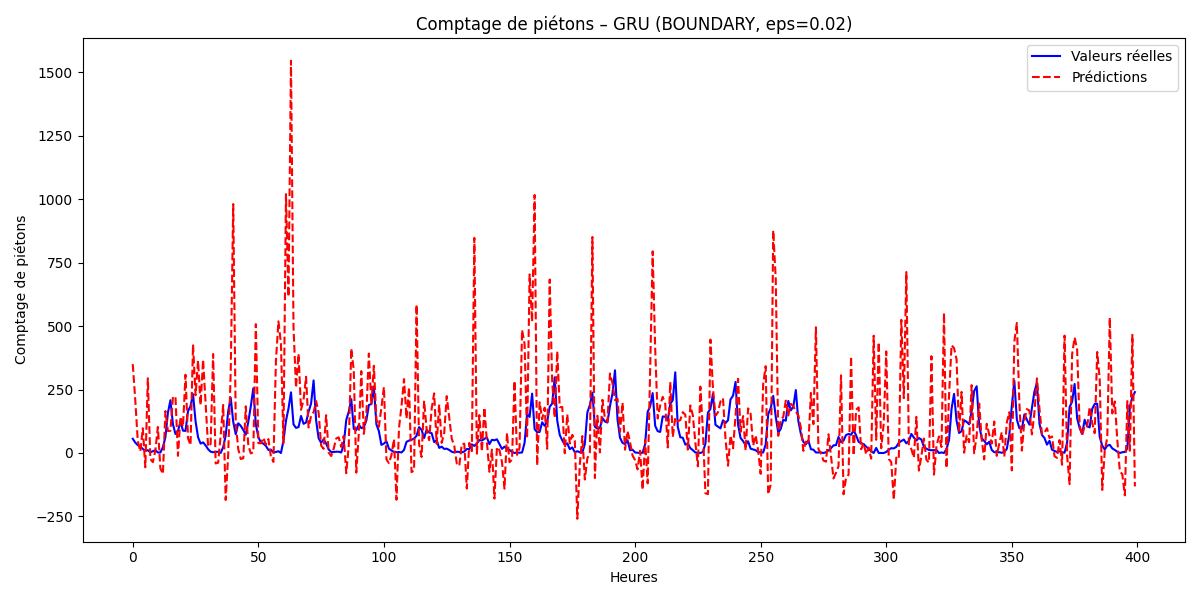 Comptage de piétons – GRU (BOUNDARY, eps=0.02)
Valeurs réelles
Prédictions
Comptage de piétons
1500
1250
1000
750
500
250
0
−250
0 50 100 150 200 250 300 350 400
Heures